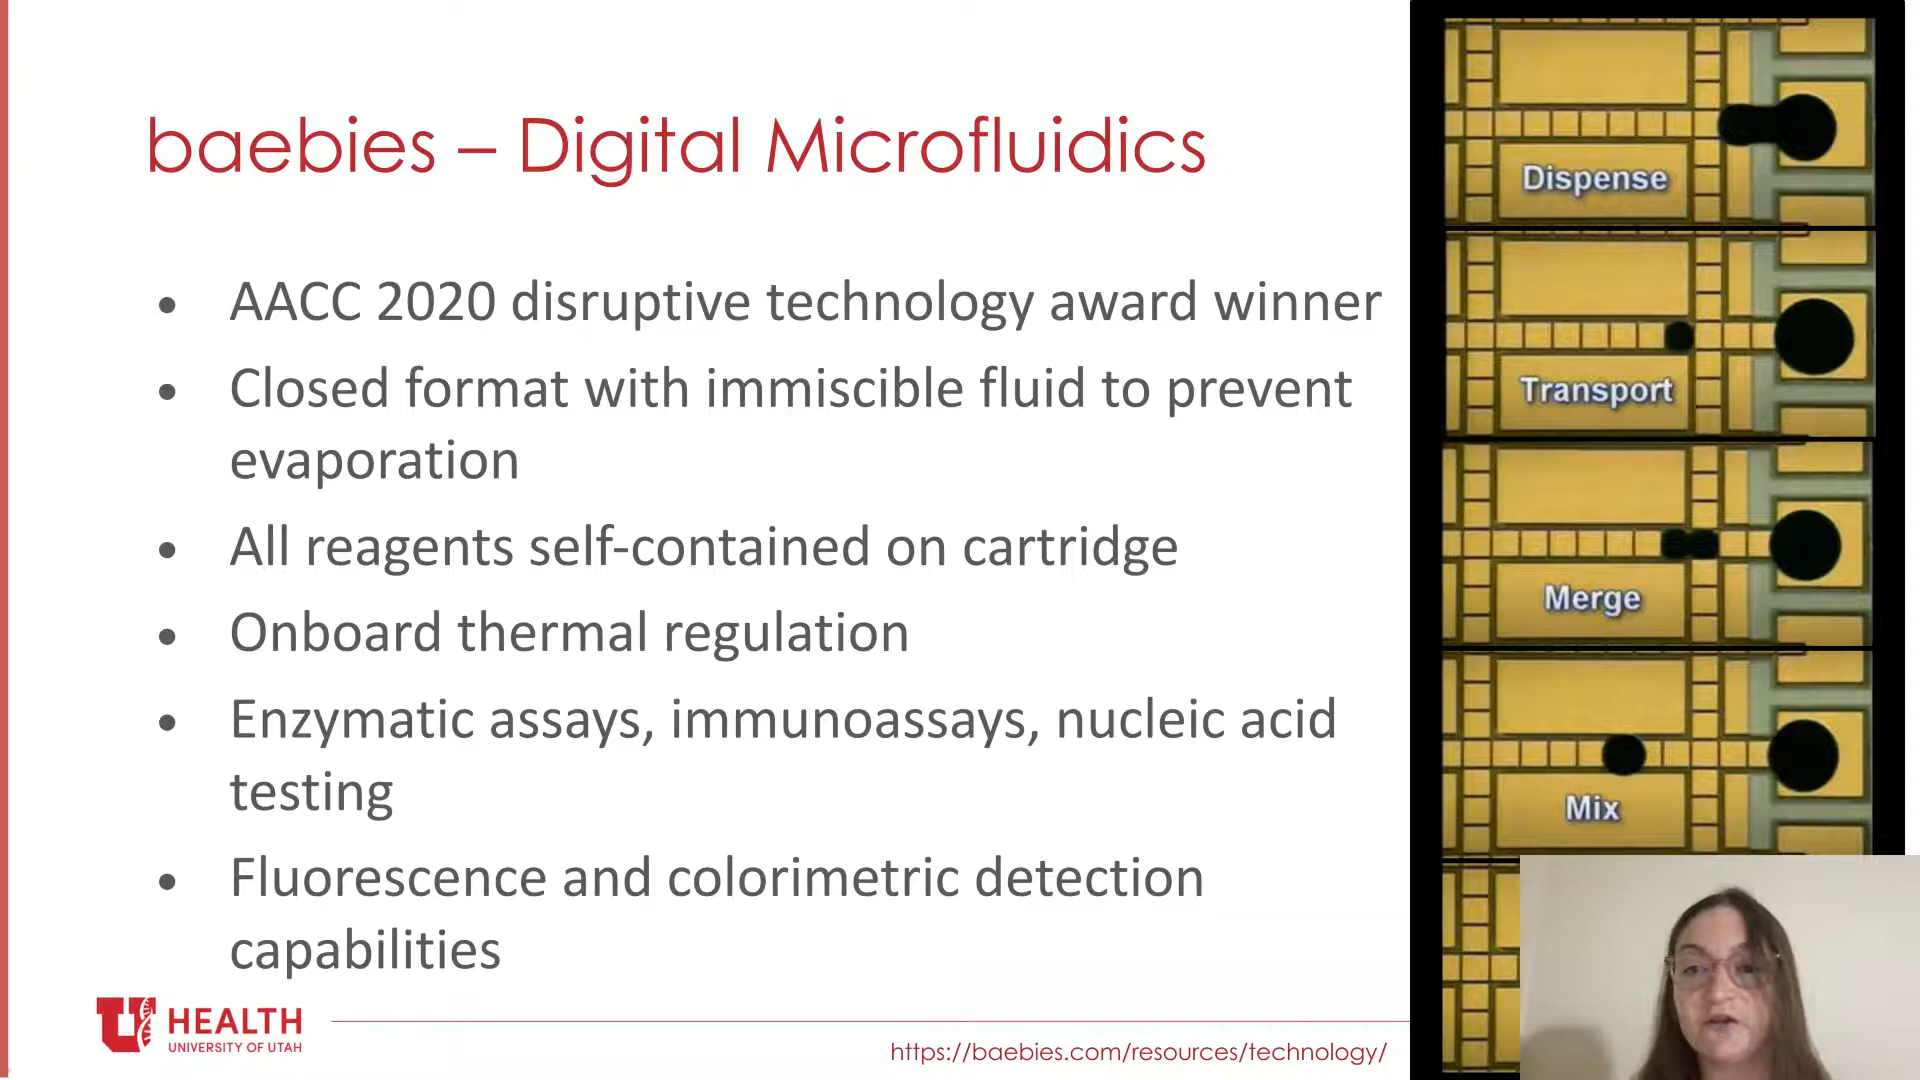 baebies – Digital Microfluidics
AACC 2020 disruptive technology award winner
Closed format with immiscible fluid to prevent
evaporation
All reagents self-contained on cartridge
Onboard thermal regulation
Enzymatic assays, immunoassays, nucleic acid
testing
Fluorescence and colorimetric detection
capabilities
Dispense
Transport
Merge
Mix
U HEALTH
UNIVERSITY OF UTAH
https://baebies.com/resources/technology/